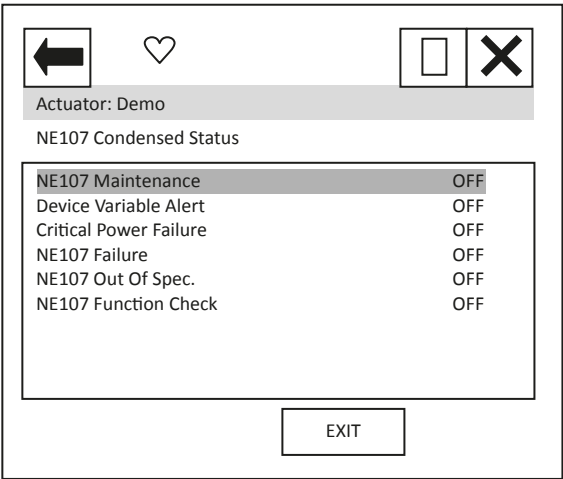 Actuator: Demo
NE107 Condensed Status
NE107 Maintenance OFF
Device Variable Alert OFF
Critical Power Failure OFF
NE107 Failure OFF
NE107 Out Of Spec. OFF
NE107 Function Check OFF
EXIT